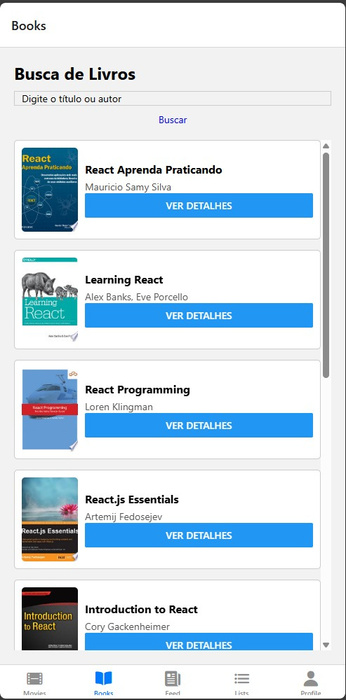 Books
Busca de Livros
Digite o título ou autor
Buscar
React
Aprenda Praticando
React Aprenda Praticando
Mauricio Samy Silva
VER DETALHES
Learning
React
Learning React
Alex Banks, Eve Porcello
VER DETALHES
React Programming
React Programming
Loren Klingman
VER DETALHES
React.js Essentials
React.js Essentials
Artemij Fedosejev
VER DETALHES
Introduction
to React
Introduction to React
Cory Gackenheimer
VER DETALHES
Movies
Books
Feed
Lists
Profile